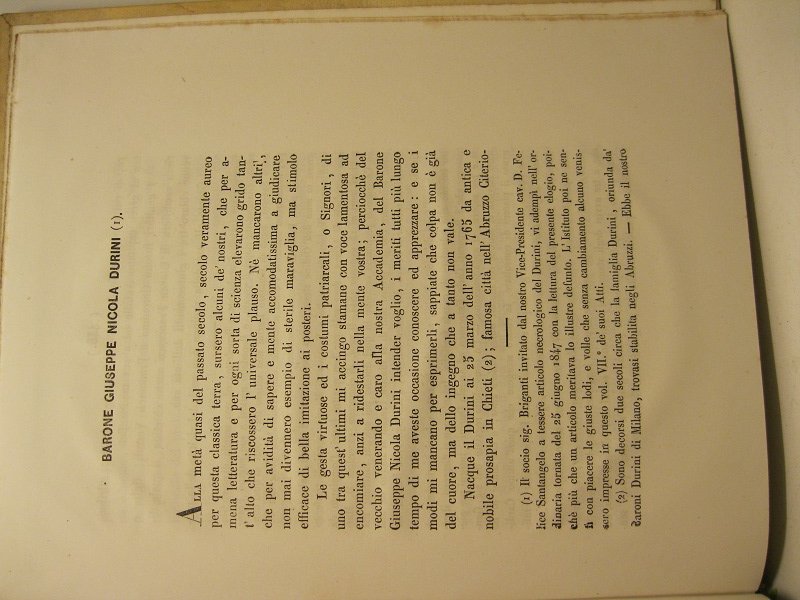 BARONE GIUSEPPE NICOLA DURINI (1).
ALLA metà quasi del passato secolo, secolo veramente aureo
per questa classica terra, sursero alcuni de' nostri, che per a-
mena letteratura e per ogni sorta di scienza elevarono grido tan-
t'alto che riscossero l'universale plauso. Nè mancarono altri,
che per avidità di sapere e mente accomodatissima a giudicare
non mai divennero esempio di sterile maraviglia, ma stimolo
efficace di bella imitazione ai posteri.
Le gesta virtuose ed i costumi patriarcali, o Signori, di
uno tra quest'ultimi mi accingo stamane con voce lamentosa ad
encomiare, anzi a ridestarli nella mente vostra; perciocchè del
vecchio venerando e caro alla nostra Accademia, del Barone
Giuseppe Nicola Durini intender voglio, i meriti tutti più lungo
tempo di me aveste occasione conoscere ed apprezzare: e se i
modi mi mancano per esprimerli, sappiate che colpa non è già
del cuore, ma dello ingegno che a tanto non vale.
Nacque il Durini ai 25 marzo dell'anno 1765 da antica e
nobile prosapia in Chieti (2); famosa città nell'Abruzzo Citerio-
(1) Il socio sig. Briganti invitato dal nostro Vice-Presidente cav. D. Fe-
lice Santangelo a tessere articolo necrologico del Durini, vi adempì nell'or-
dinaria tornata del 25 giugno 1847 con la lettura del presente elogio, poi-
chè più che un articolo meritava lo illustre defunto. L'Istituto poi ne sen-
tì con piacere le giuste lodi, e volle che senza cambiamento alcuno venis-
sero impresse in questo vol. VII.° de' suoi Atti.
(2) Sono decorsi due secoli circa che la famiglia Durini, oriunda da'
Baroni Durini di Milano, trovasi stabilita negli Abruzzi. — Ebbe il nostro